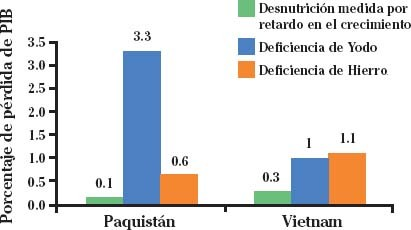 Desnutrición medida por
retardo en el crecimiento
Deficiencia de Yodo
Deficiencia de Hierro
Porcentaje de pérdida de PIB
3.5
3.0
2.5
2.0
1.5
1.0
0.5
0.0
0.1
3.3
0.6
0.3
1
1.1
Paquistán
Vietnam